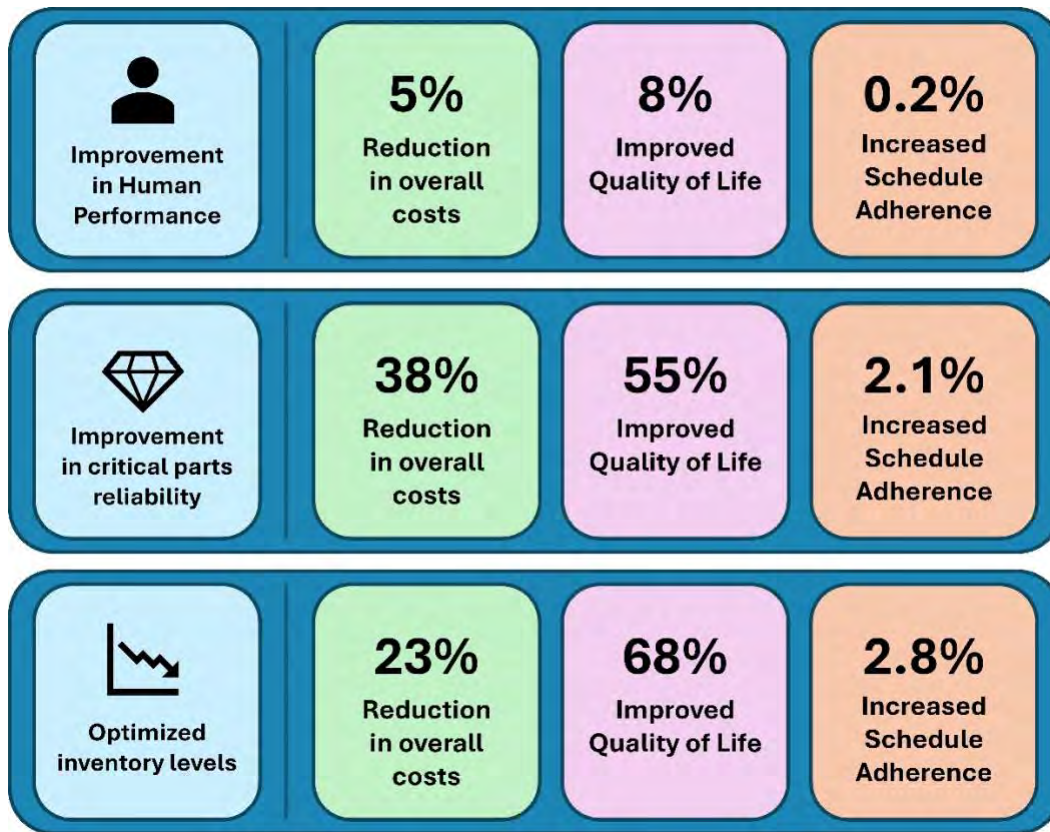 Improvement
in Human
Performance
5%
Reduction
in overall
costs
8%
Improved
Quality of Life
0.2%
Increased
Schedule
Adherence
Improvement
in critical parts
reliability
38%
Reduction
in overall
costs
55%
Improved
Quality of Life
2.1%
Increased
Schedule
Adherence
Optimized
inventory levels
23%
Reduction
in overall
costs
68%
Improved
Quality of Life
2.8%
Increased
Schedule
Adherence